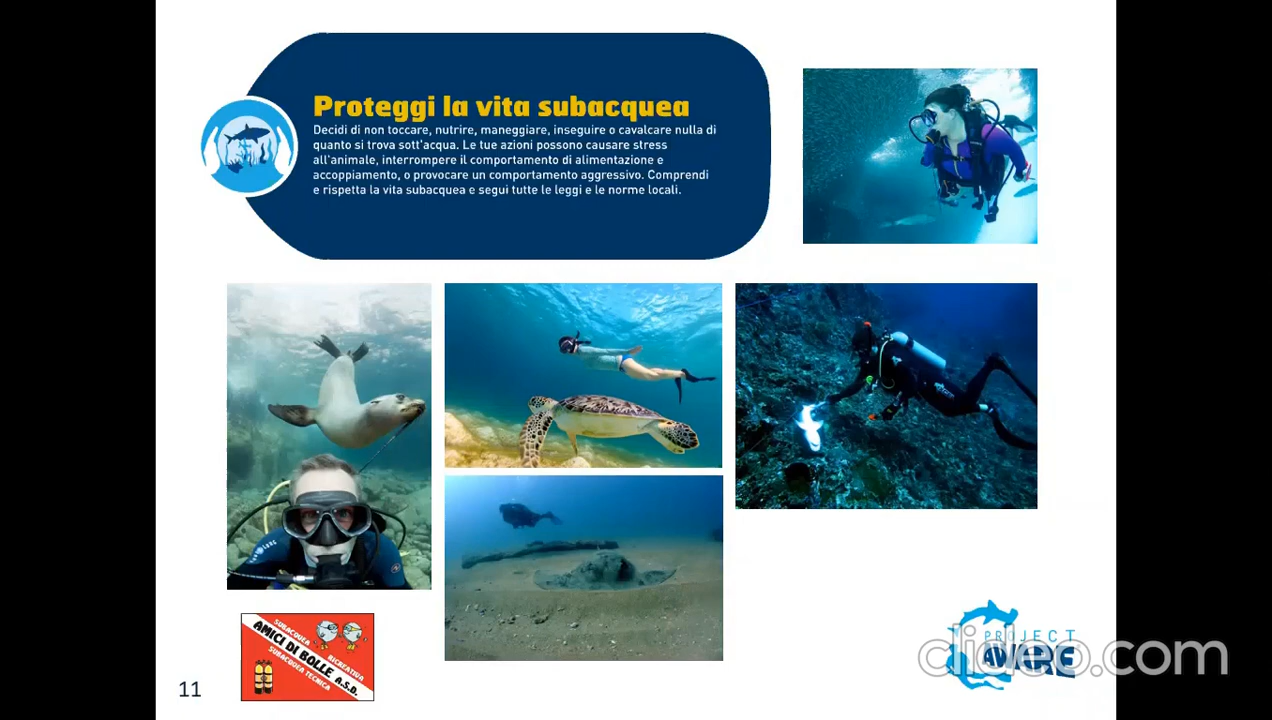 Proteggi la vita subacquea
Decidi di non toccare, nutrire, maneggiare, inseguire o cavalcare nulla di
quanto si trova sott'acqua. Le tue azioni possono causare stress
all'animale, interrompere il comportamento di alimentazione e
accoppiamento, o provocare un comportamento aggressivo. Comprendi
e rispetta la vita subacquea e segui tutte le leggi e le norme locali.
SUBACQUEA
RICREATIVA
AMICI DI BOLLE A.S.D.
SUBACQUEA TECNICA
PROJECT
AWARE
clideo.com
11